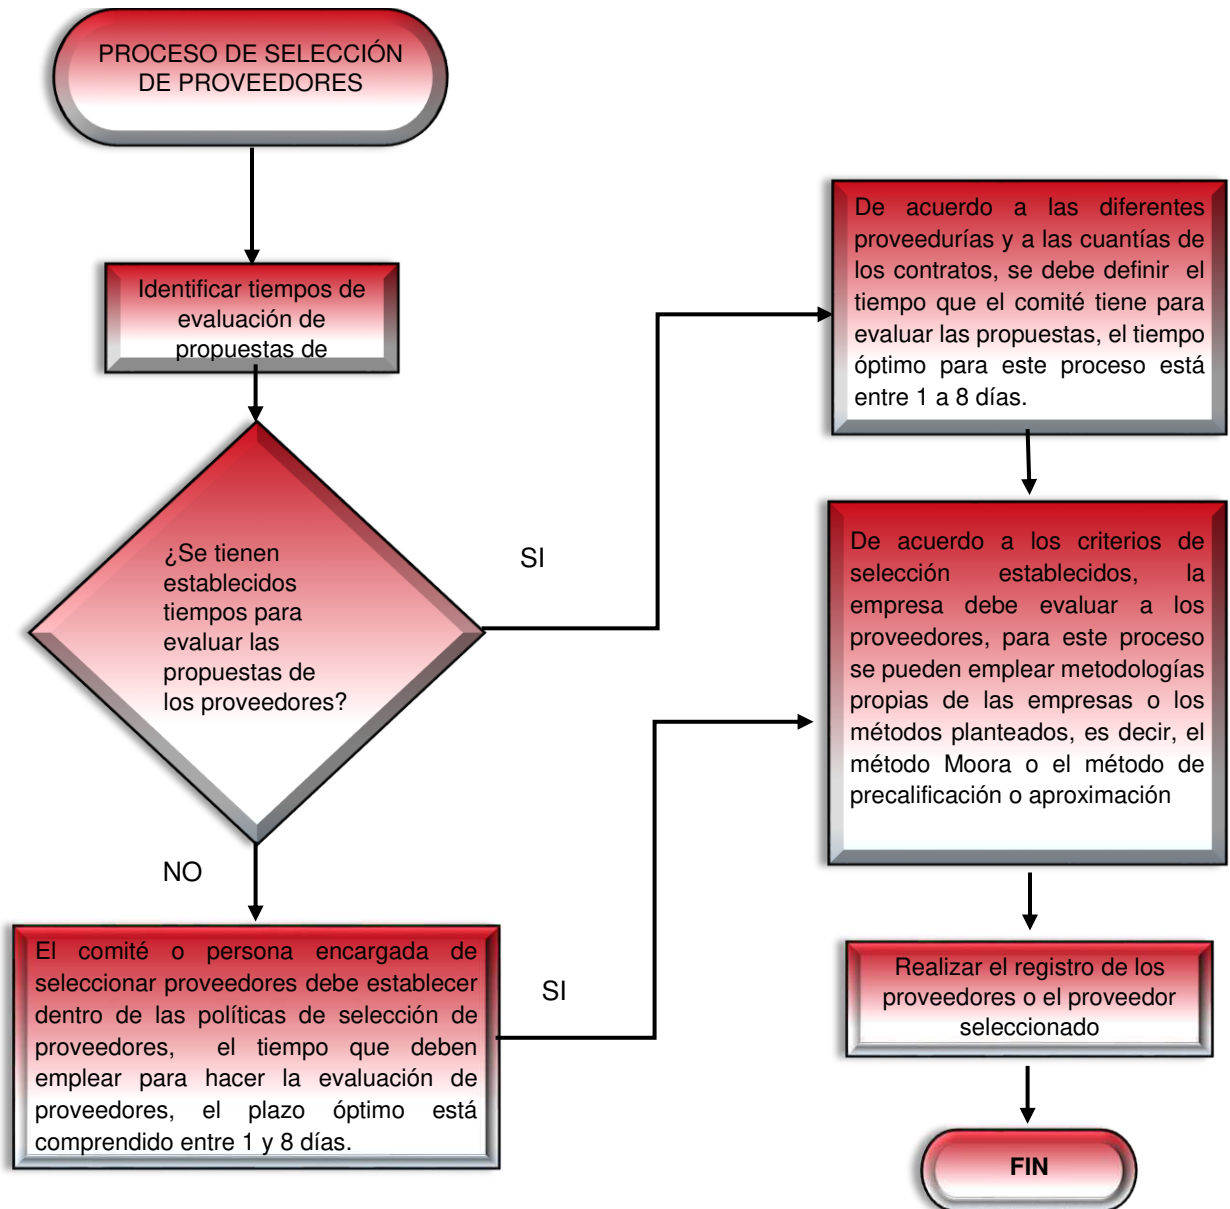 PROCESO DE SELECCIÓN
DE PROVEEDORES
Identificar tiempos de
evaluación de
propuestas de
¿Se tienen
establecidos
tiempos para
evaluar las
propuestas de
los proveedores?
SI
NO
El comité o persona encargada de
seleccionar proveedores debe establecer
dentro de las políticas de selección de
proveedores, el tiempo que deben
emplear para hacer la evaluación de
proveedores, el plazo óptimo está
comprendido entre 1 y 8 días.
SI
De acuerdo a las diferentes
proveedurías y a las cuantías de
los contratos, se debe definir el
tiempo que el comité tiene para
evaluar las propuestas, el tiempo
óptimo para este proceso está
entre 1 a 8 días.
De acuerdo a los criterios de
selección establecidos, la
empresa debe evaluar a los
proveedores, para este proceso
se pueden emplear metodologías
propias de las empresas o los
métodos planteados, es decir, el
método Moora o el método de
precalificación o aproximación
Realizar el registro de los
proveedores o el proveedor
seleccionado
FIN